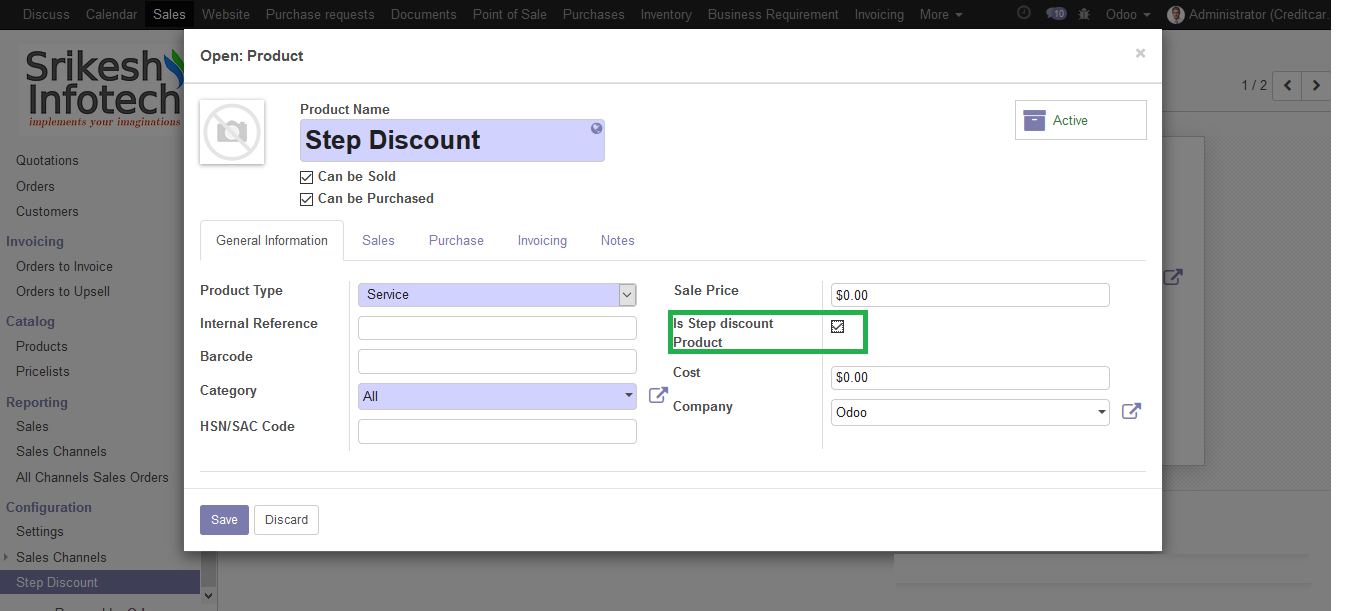 Discuss Calendar Sales Website Purchase requests Documents Point of Sale Purchases Inventory Business Requirement Invoicing More 10 Odoo Administrator (Creditcar...
Srikesh
Infotech
implements your imaginations
Quotations
Orders
Customers
Invoicing
Orders to Invoice
Orders to Upsell
Catalog
Products
Pricelists
Reporting
Sales
Sales Channels
All Channels Sales Orders
Configuration
Settings
Sales Channels
Step Discount
1 / 2
Open: Product
×
Product Name
Step Discount
Active
Can be Sold
Can be Purchased
General Information Sales Purchase Invoicing Notes
Product Type Service
Internal Reference
Barcode
Category All
HSN/SAC Code
Sale Price $0.00
Is Step discount
Product
Cost $0.00
Company Odoo
Save Discard